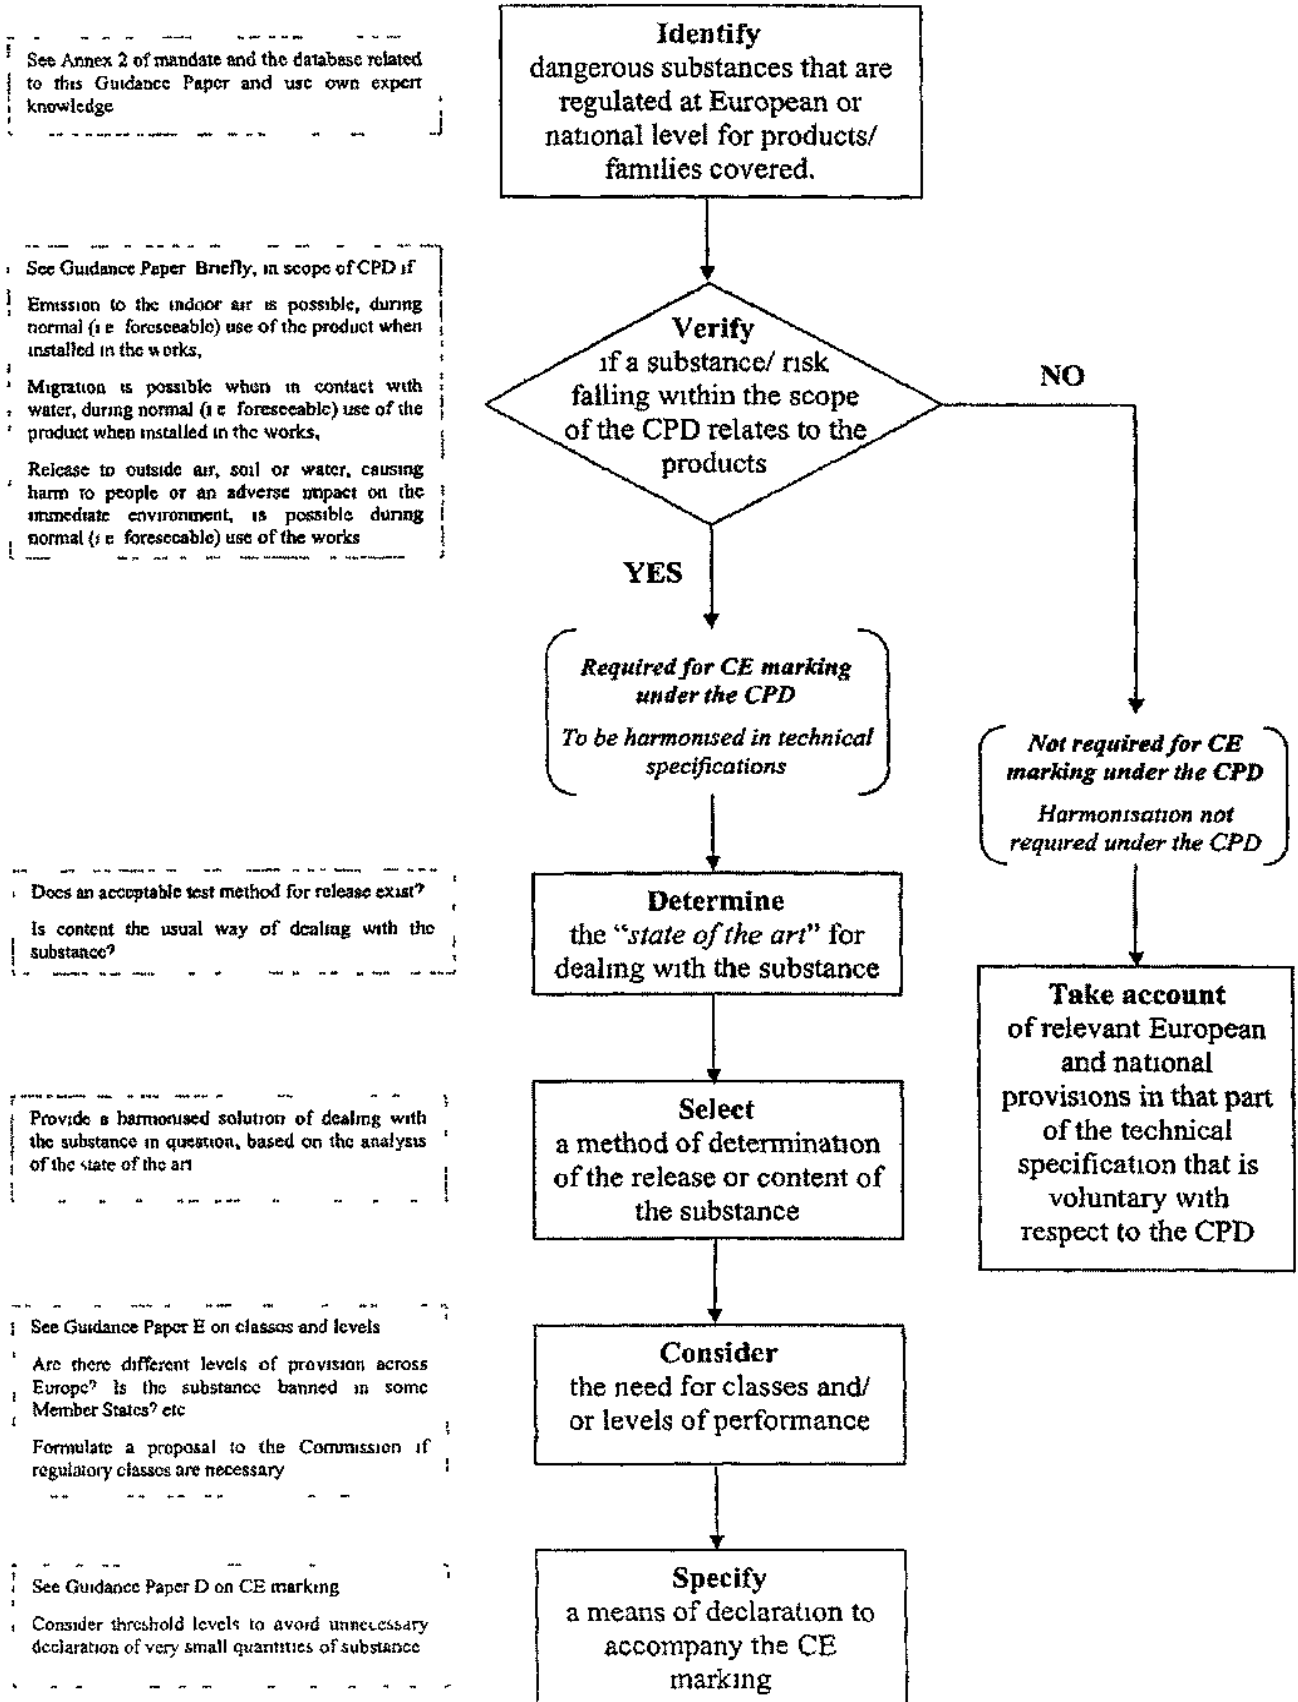 Identify
dangerous substances that are
regulated at European or
national level for products/
families covered.
See Annex 2 of mandate and the database related
to this Guidance Paper and use own expert
knowledge
See Guidance Paper Briefly, in scope of CPD if
Emission to the indoor air is possible, during
normal (i e foreseeable) use of the product when
installed in the works,
Migration is possible when in contact with
water, during normal (i e foreseeable) use of the
product when installed in the works,
Release to outside air, soil or water, causing
harm to people or an adverse impact on the
immediate environment, is possible during
normal (i e foreseeable) use of the works
Verify
if a substance/ risk
falling within the scope
of the CPD relates to the
products
NO
YES
Required for CE marking
under the CPD
To be harmonised in technical
specifications
Not required for CE
marking under the CPD
Harmonisation not
required under the CPD
Does an acceptable test method for release exist?
Is content the usual way of dealing with the
substance?
Determine
the “state of the art” for
dealing with the substance
Take account
of relevant European
and national
provisions in that part
of the technical
specification that is
voluntary with
respect to the CPD
Provide a harmonised solution of dealing with
the substance in question, based on the analysis
of the state of the art
Select
a method of determination
of the release or content of
the substance
See Guidance Paper E on classes and levels
Are there different levels of provision across
Europe? Is the substance banned in some
Member States? etc
Formulate a proposal to the Commission if
regulatory classes are necessary
Consider
the need for classes and/
or levels of performance
See Guidance Paper D on CE marking
Consider threshold levels to avoid unnecessary
declaration of very small quantities of substance
Specify
a means of declaration to
accompany the CE
marking